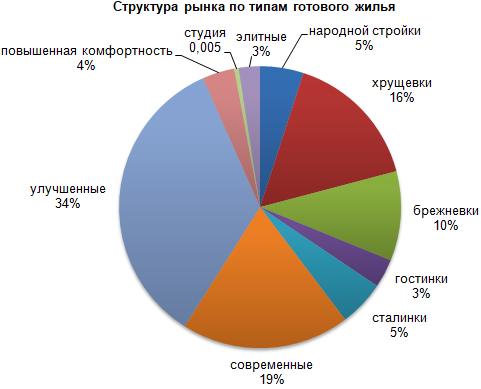 Структура рынка по типам готового жилья
народной стройки
5%
хрущевки
16%
брежневки
10%
гостинки
3%
сталинки
5%
современные
19%
улучшенные
34%
повышенная комфортность
4%
студия
0,005
элитные
3%